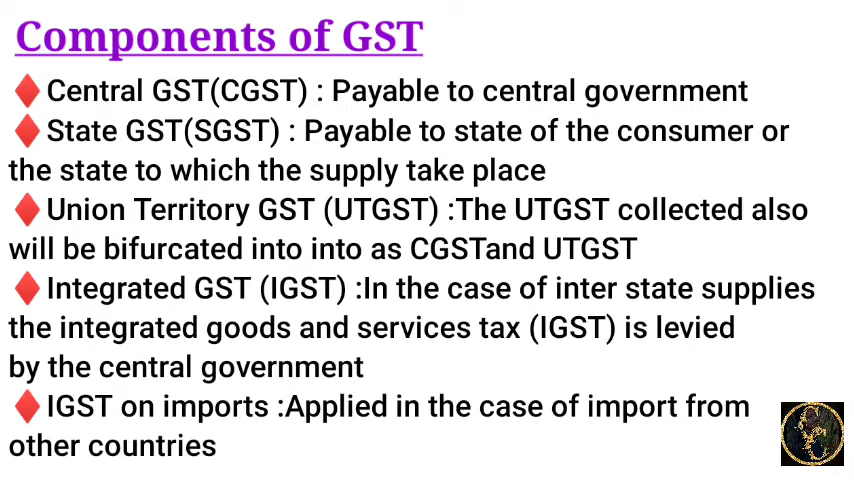 Components of GST
♦Central GST(CGST) : Payable to central government
♦State GST(SGST) : Payable to state of the consumer or
the state to which the supply take place
♦Union Territory GST (UTGST) :The UTGST collected also
will be bifurcated into into as CGSTand UTGST
♦Integrated GST (IGST) :In the case of inter state supplies
the integrated goods and services tax (IGST) is levied
by the central government
♦IGST on imports :Applied in the case of import from
other countries